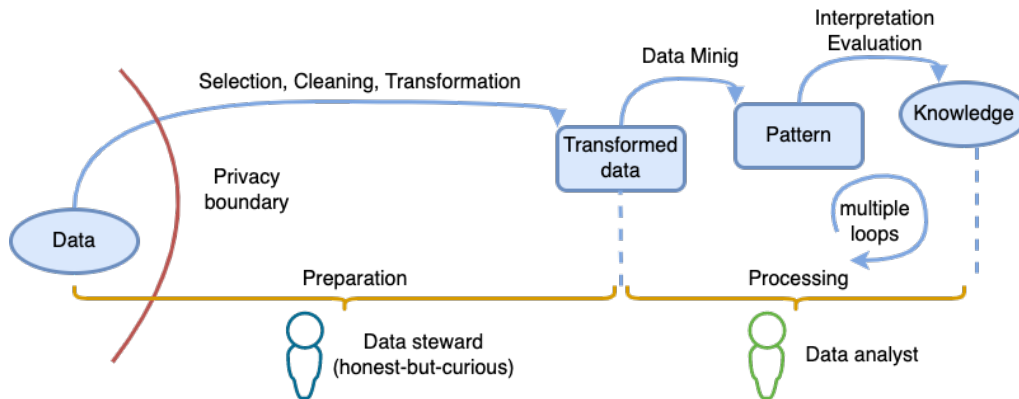 Interpretation
Evaluation
Data Minig
Selection, Cleaning, Transformation
Knowledge
Transformed
data
Pattern
Privacy
boundary
multiple
loops
Data
Preparation
Processing
Data steward
(honest-but-curious)
Data analyst